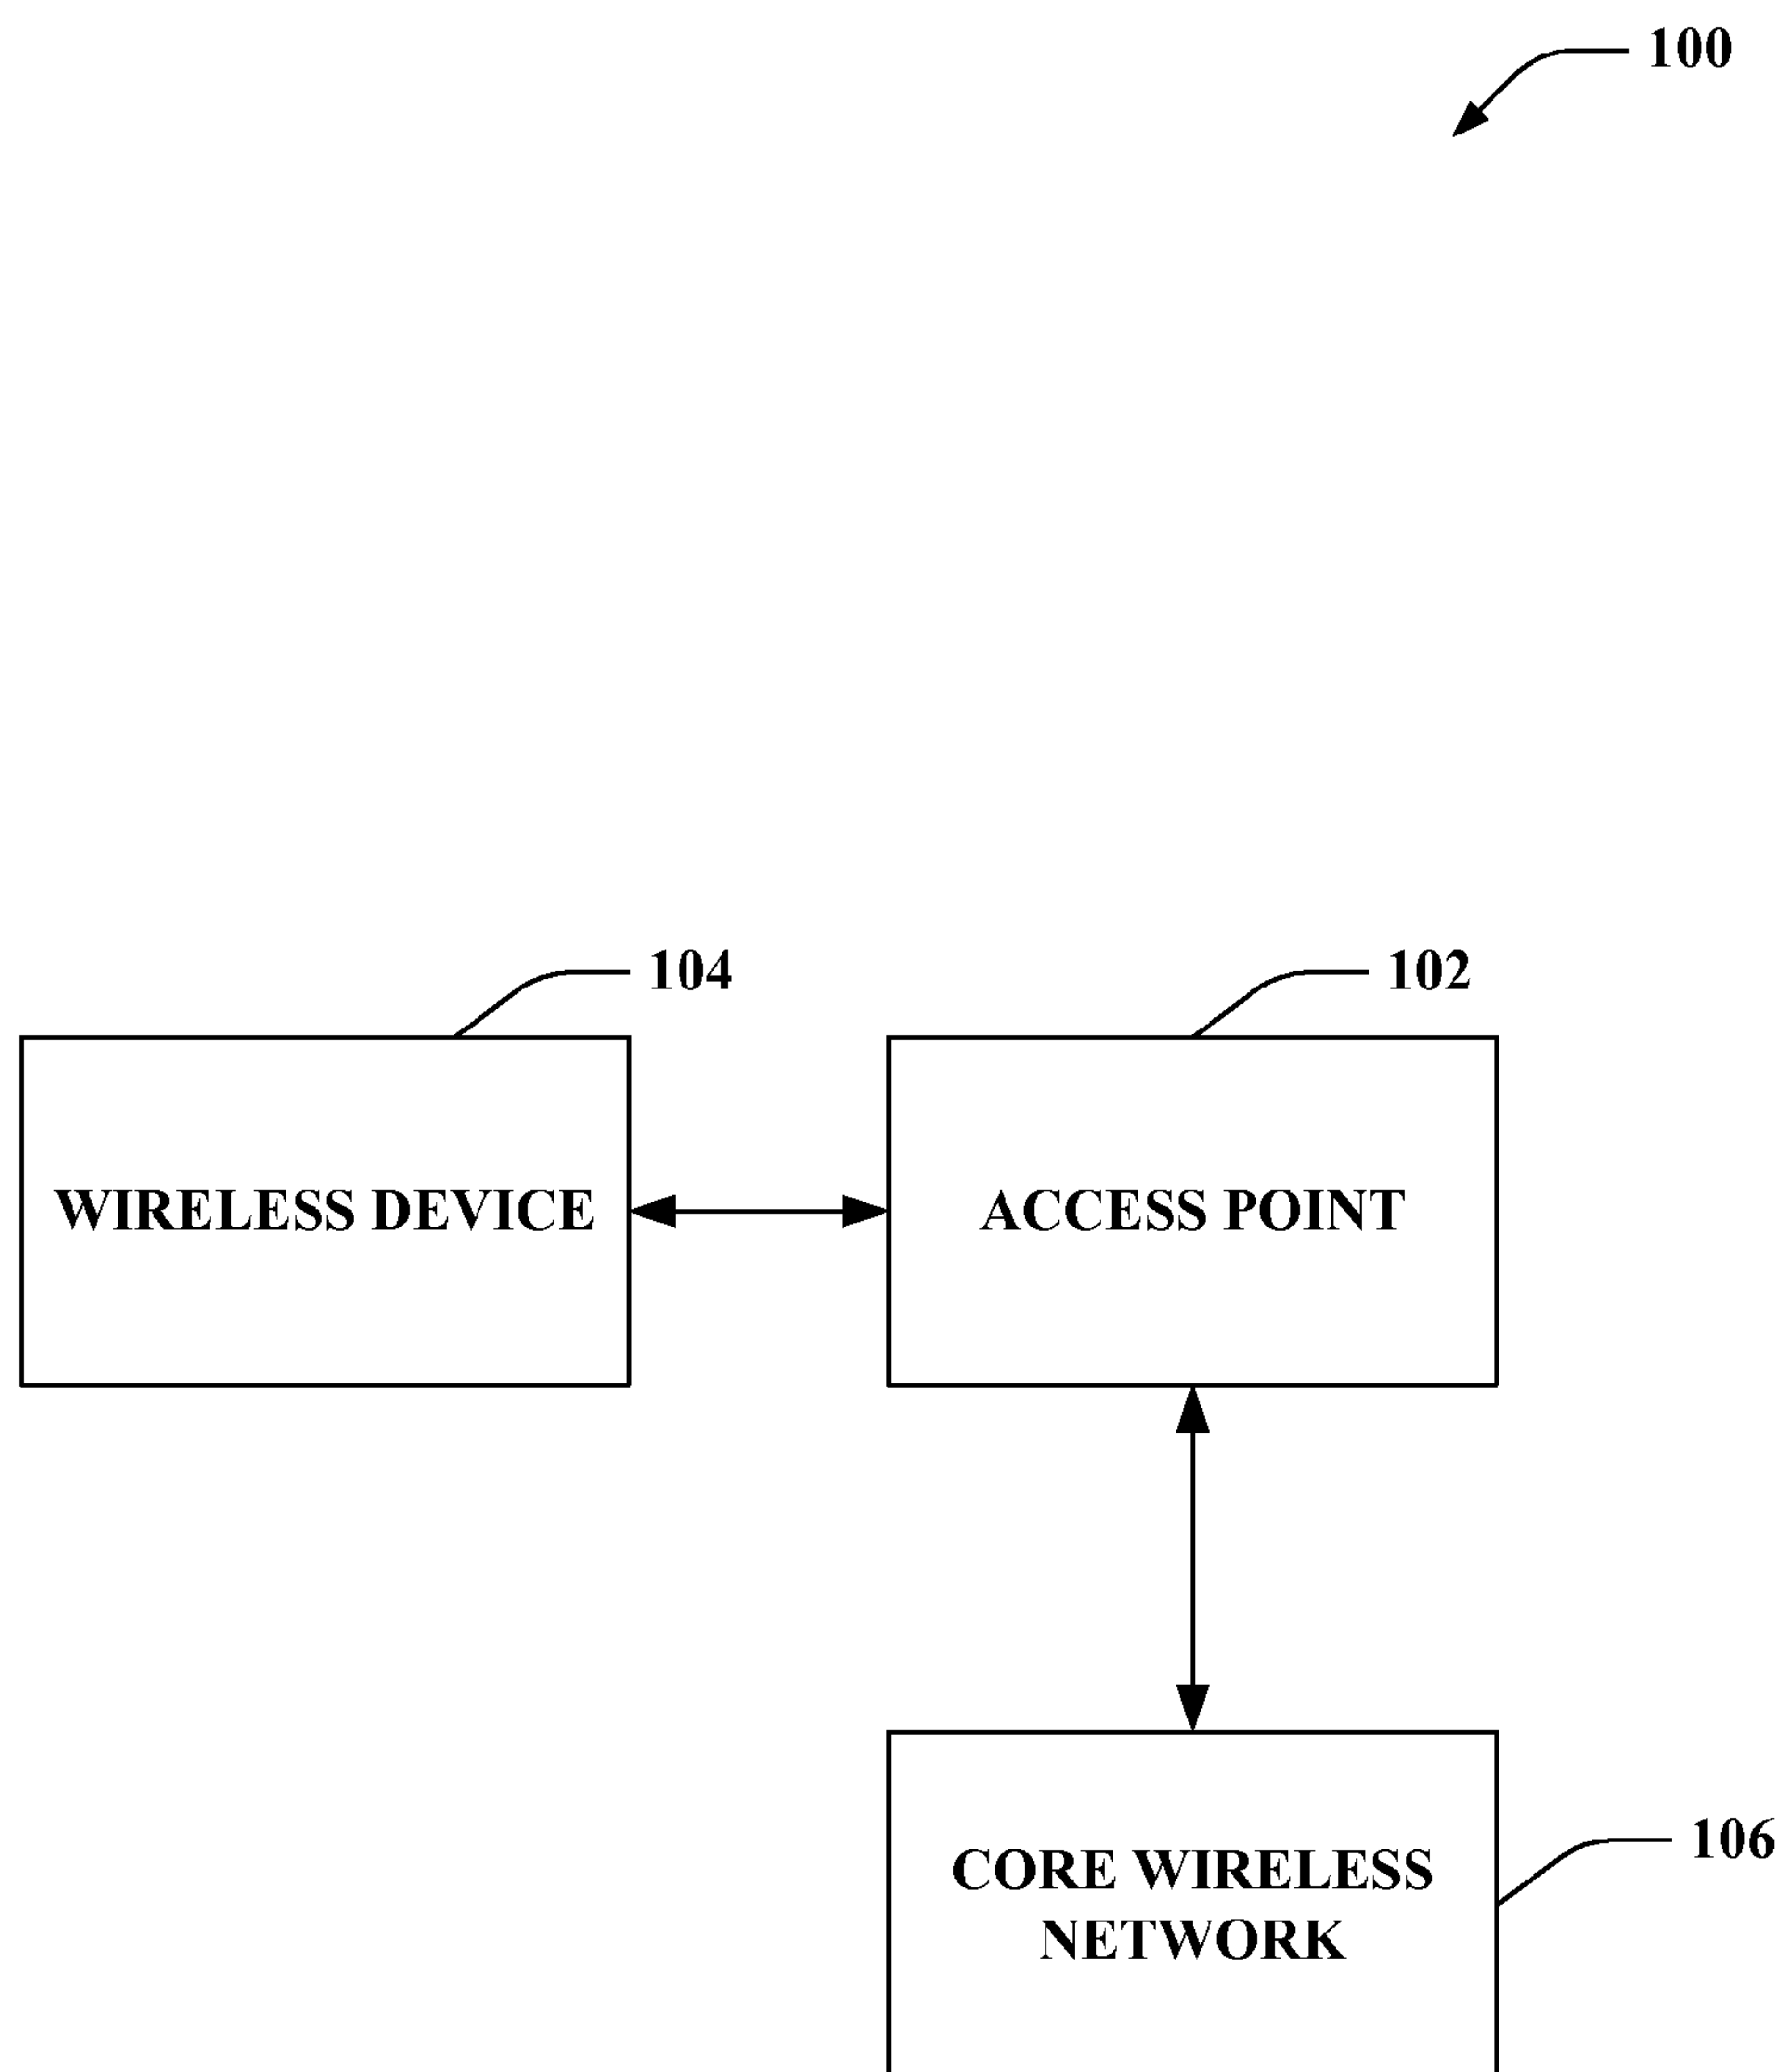 100
104
102
WIRELESS DEVICE
ACCESS POINT
106
CORE WIRELESS
NETWORK